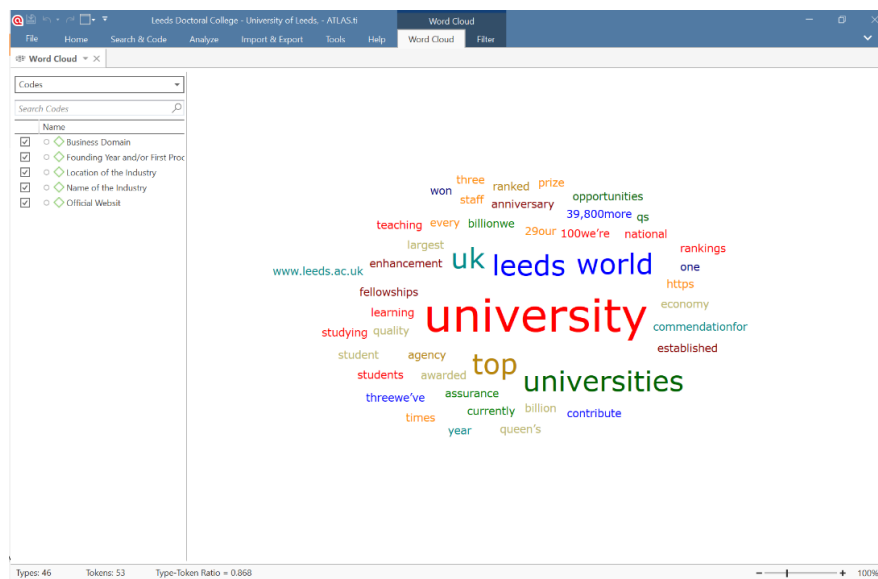 Leeds Doctoral College - University of Leeds. - ATLAS.ti
Word Cloud
File Home Search & Code Analyze Import & Export Tools Help Word Cloud Filter
Word Cloud
Codes
Search Codes
Name
Business Domain
Founding Year and/or First Proc
Location of the Industry
Name of the Industry
Official Websit
three
ranked prize
won
staff
opportunities
anniversary
39,800more qs
teaching every billionwe
29our 100we're national
largest
rankings
uk leeds world
www.leeds.ac.uk enhancement
one
https
fellowships
economy
learning
university
commendationfor
studying quality
established
student agency
top
students awarded
universities
threewe've assurance
currently billion contribute
times
year queen's
Types: 46 Tokens: 53 Type-Token Ratio = 0.868
100%